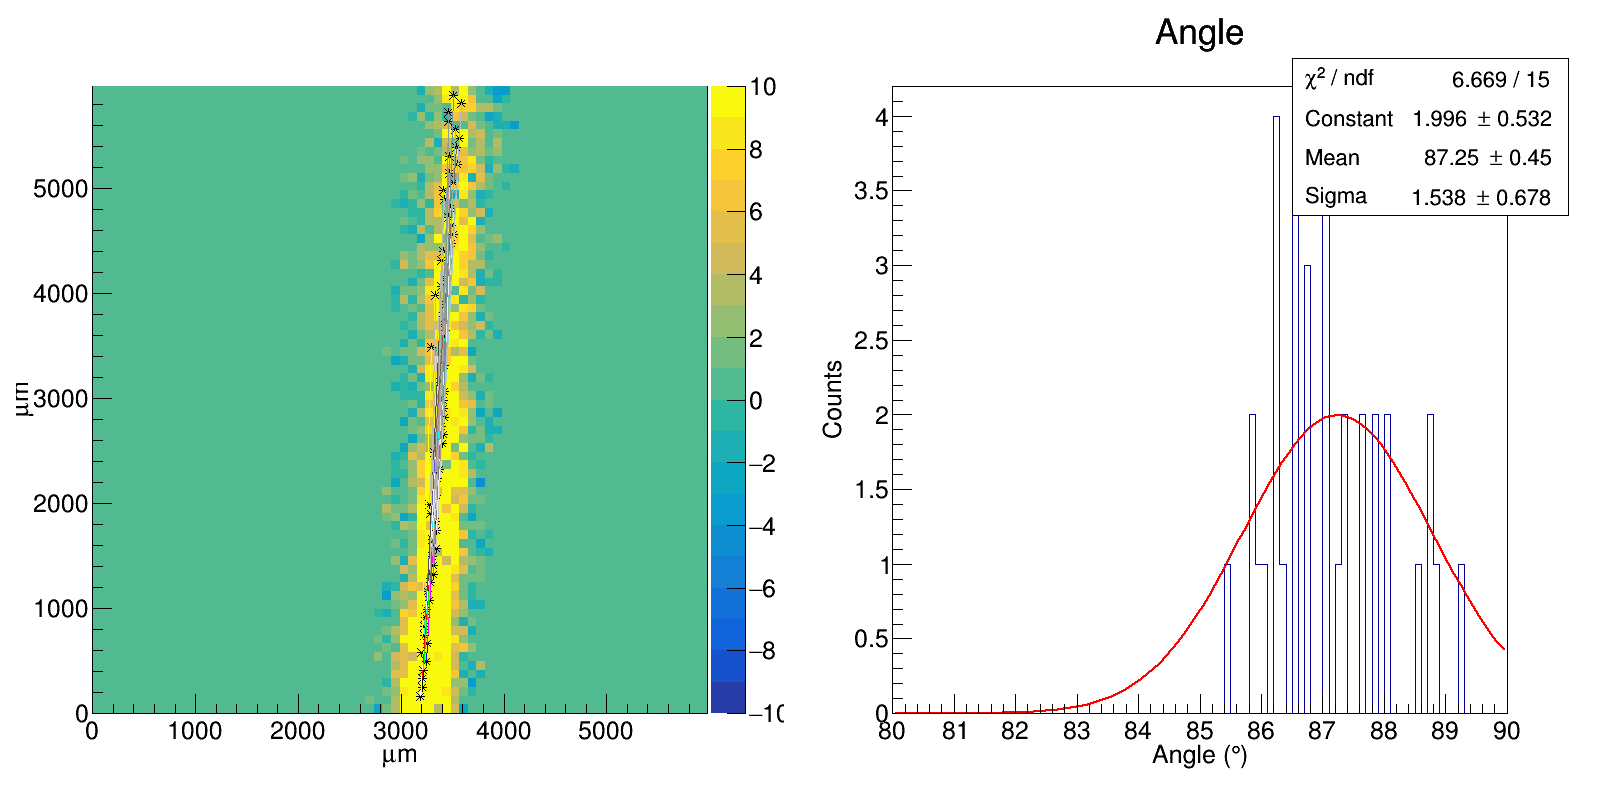 Angle
χ² / ndf 6.669 / 15
Constant 1.996 ± 0.532
Mean 87.25 ± 0.45
Sigma 1.538 ± 0.678
μm
5000
4000
3000
2000
1000
0
0 1000 2000 3000 4000 5000
μm
10
8
6
4
2
0
−2
−4
−6
−8
−10
Counts
4
3.5
3
2.5
2
1.5
1
0.5
0
80 81 82 83 84 85 86 87 88 89 90
Angle (°)